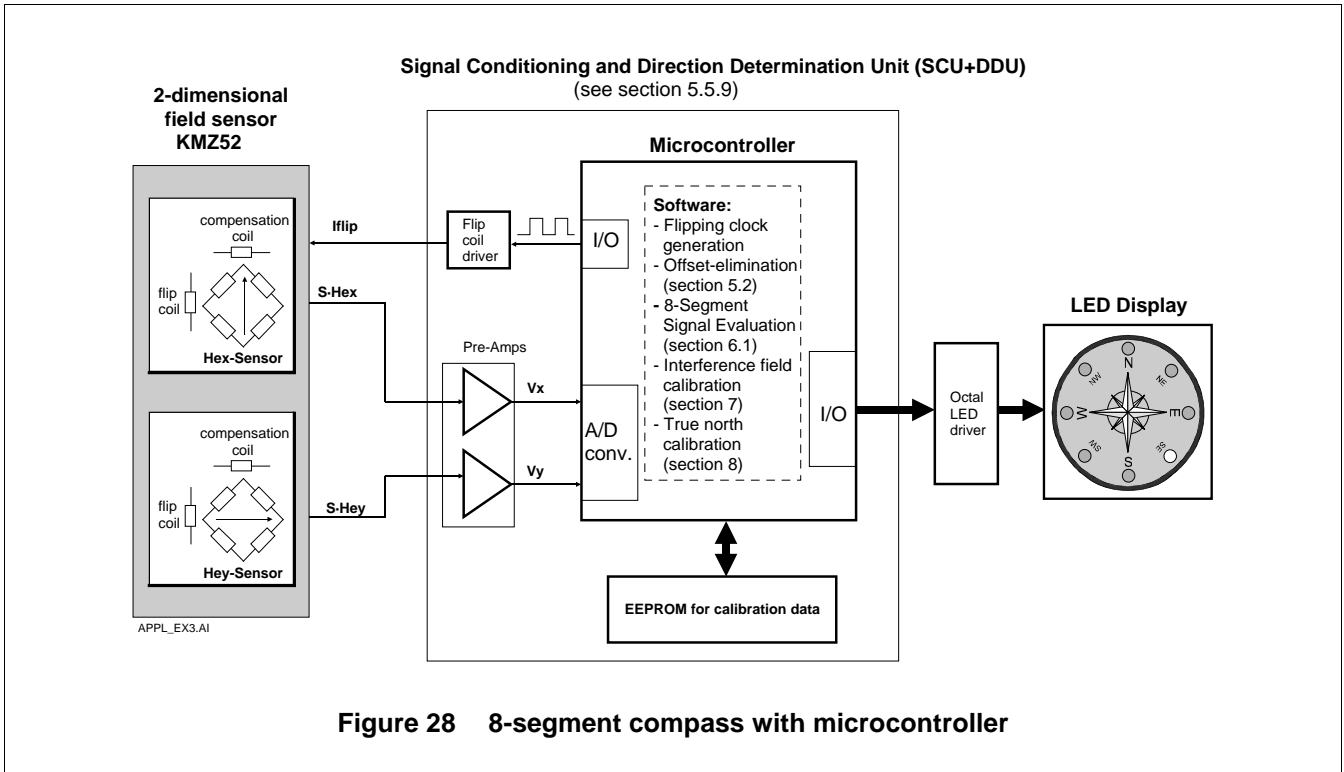 Signal Conditioning and Direction Determination Unit (SCU+DDU)
(see section 5.5.9)
2-dimensional
field sensor
KMZ52
compensation
coil
flip
coil
Hex-Sensor
compensation
coil
flip
coil
Hey-Sensor
APPL_EX3.AI
Iflip
S·Hex
S·Hey
Flip
coil
driver
Pre-Amps
Vx
Vy
Microcontroller
I/O
A/D
conv.
Software:
- Flipping clock
generation
- Offset-elimination
(section 5.2)
- 8-Segment
Signal Evaluation
(section 6.1)
- Interference field
calibration
(section 7)
- True north
calibration
(section 8)
I/O
EEPROM for calibration data
Octal
LED
driver
LED Display
N
NE
E
SE
S
SW
W
NW
Figure 28 8-segment compass with microcontroller